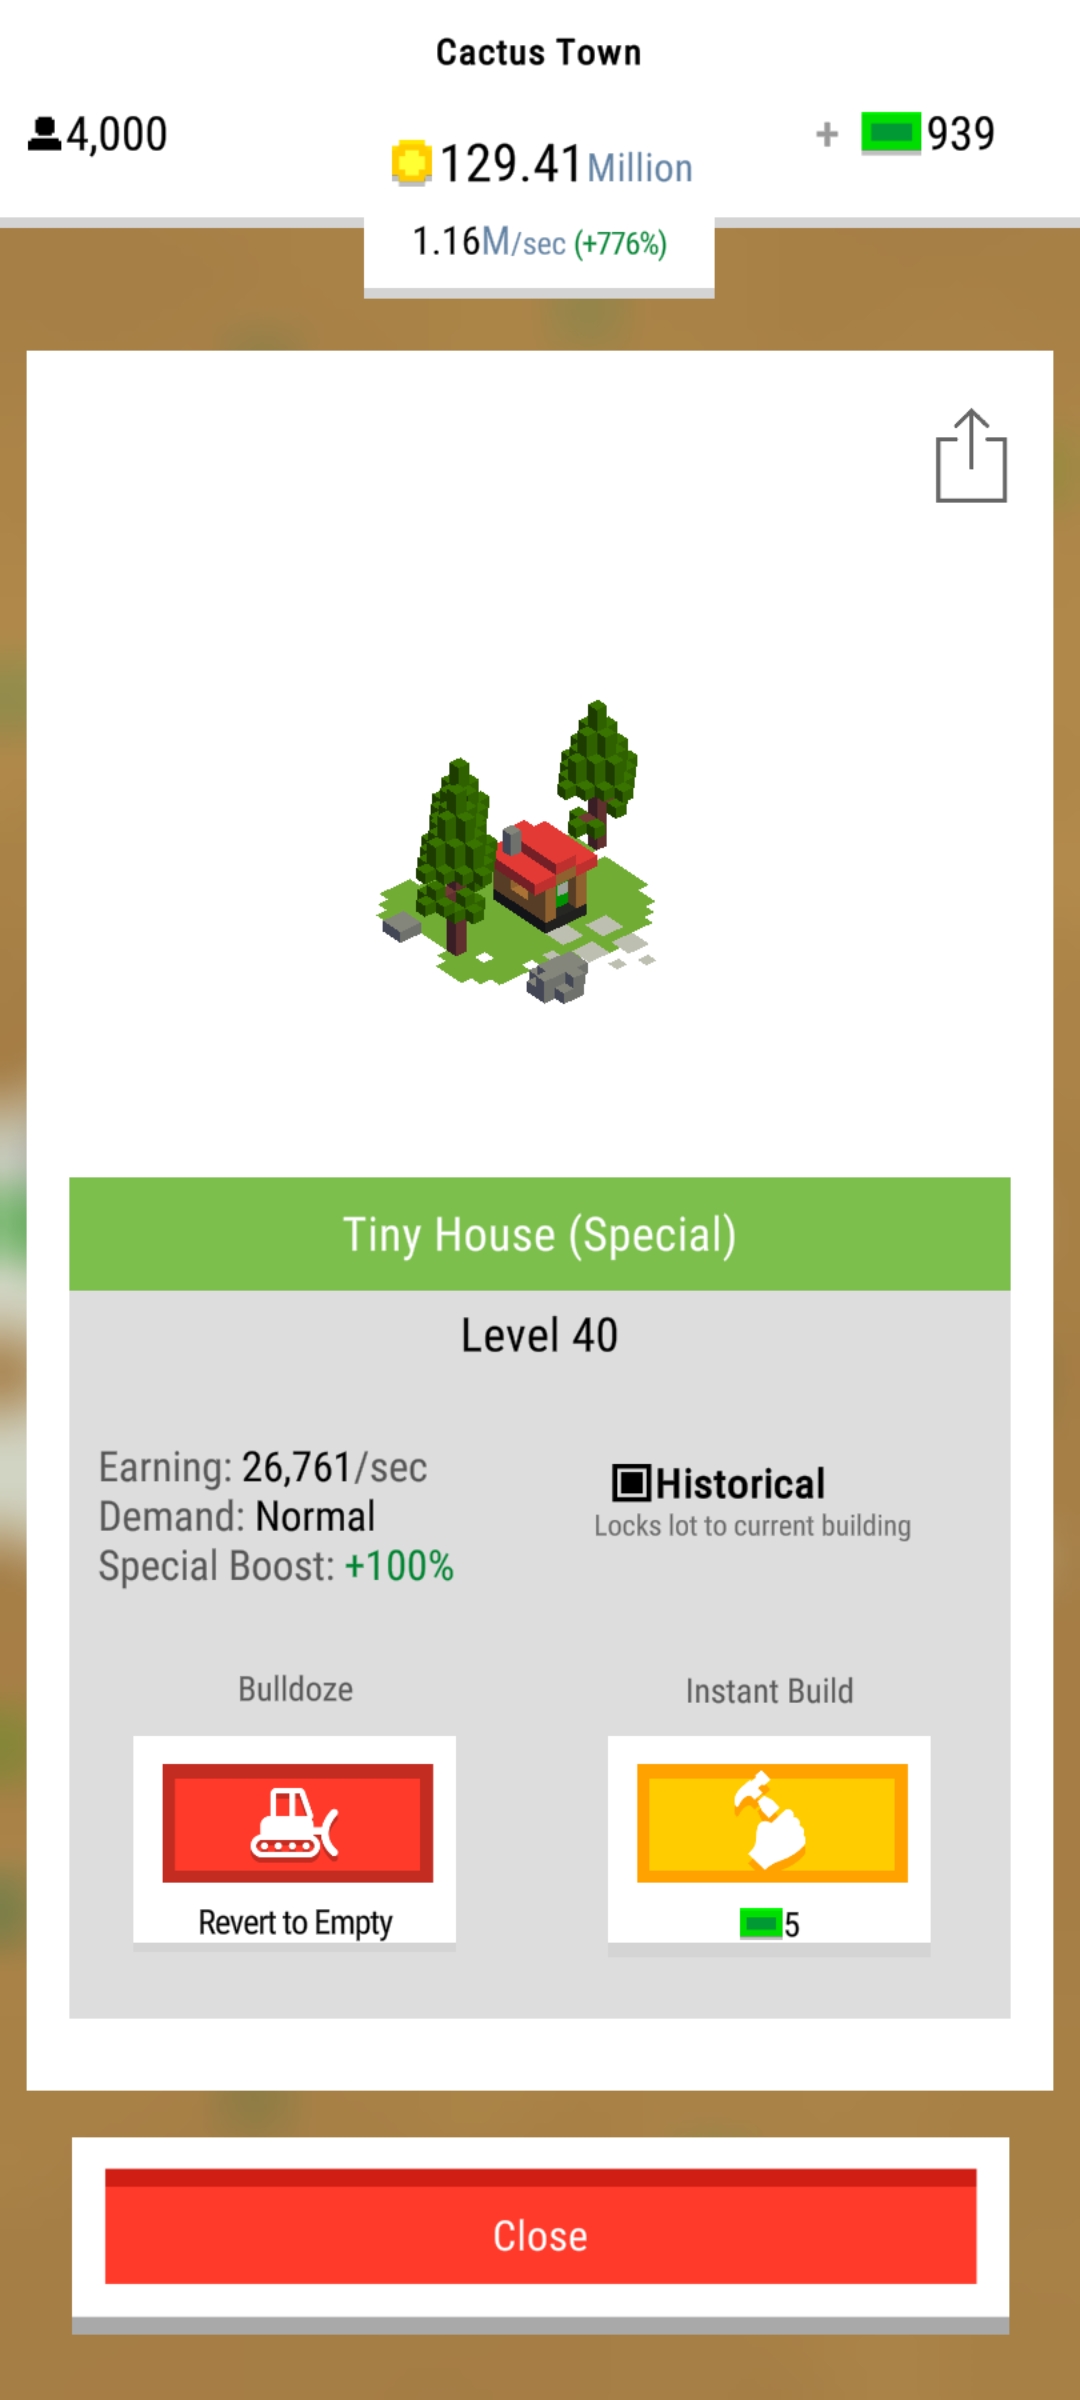 Cactus Town
4,000
129.41 Million
+ 939
1.16M/sec (+776%)
Tiny House (Special)
Level 40
Earning: 26,761/sec
Demand: Normal
Special Boost: +100%
Historical
Locks lot to current building
Bulldoze
Instant Build
Revert to Empty
5
Close